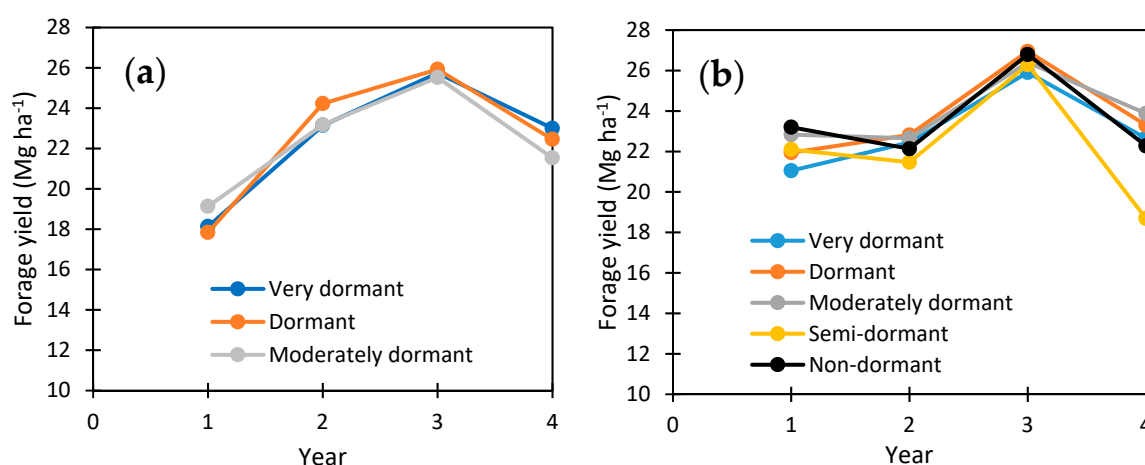 (a)
Forage yield (Mg ha⁻¹)
28
26
24
22
20
18
16
14
12
10
Very dormant
Dormant
Moderately dormant
0 1 2 3 4
Year
(b)
Forage yield (Mg ha⁻¹)
28
26
24
22
20
18
16
14
12
10
Very dormant
Dormant
Moderately dormant
Semi-dormant
Non-dormant
0 1 2 3 4
Year